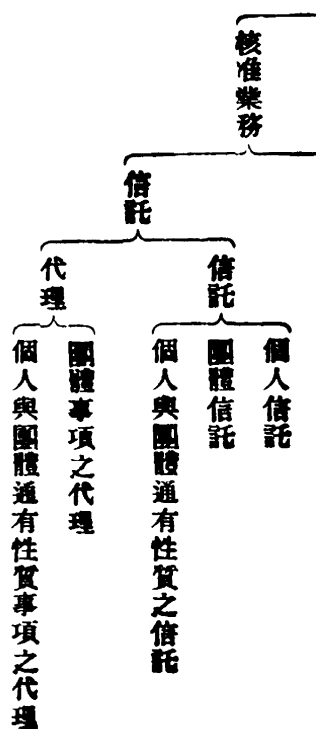 核准業務
信託
信託
個人信託
團體信託
個人與團體通有性質之信託
代理
團體事項之代理
個人與團體通有性質事項之代理